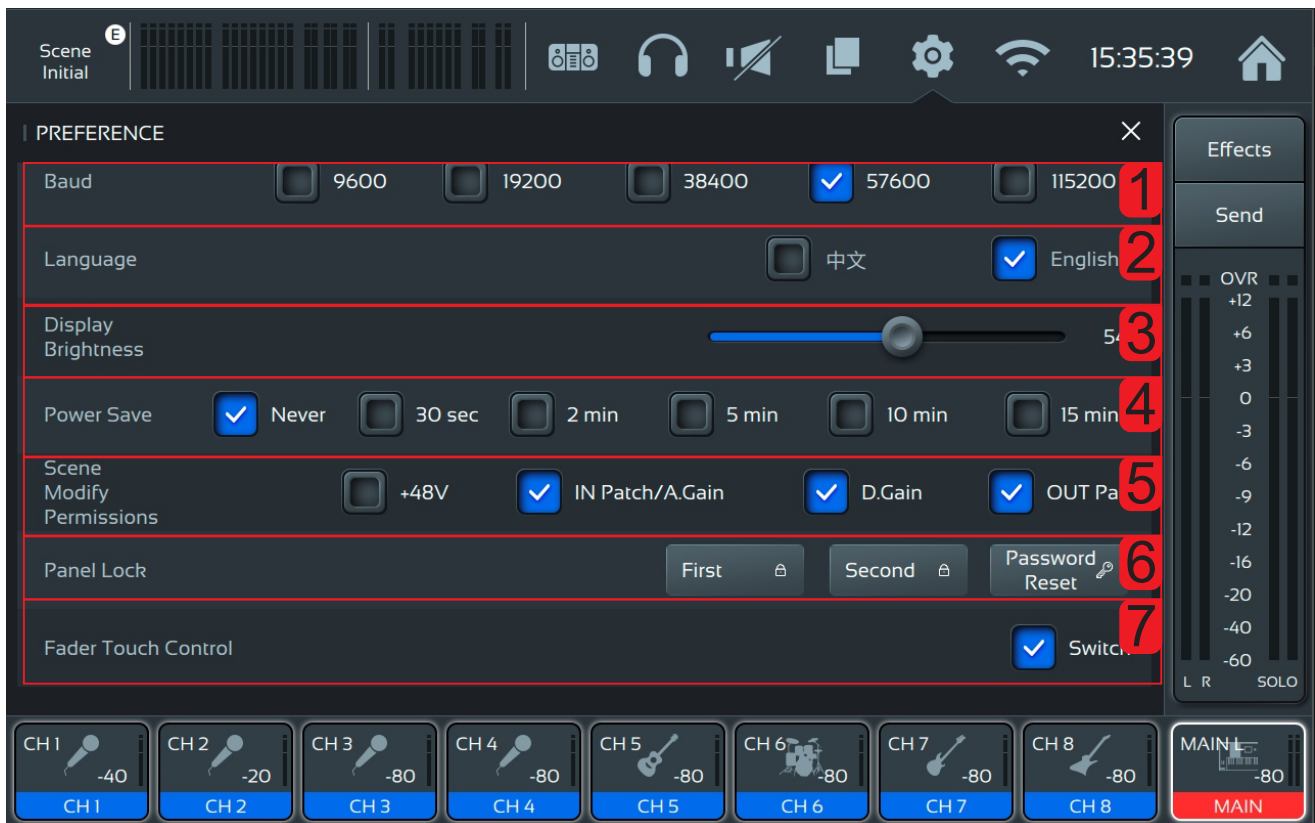 Scene E
Initial
15:35:39
PREFERENCE
Effects
Send
Baud 9600 19200 38400 57600 115200 1
Language 中文 English 2
Display
Brightness
3
Power Save Never 30 sec 2 min 5 min 10 min 15 min 4
Scene
Modify
Permissions
+48V IN Patch/A.Gain D.Gain OUT 5
Panel Lock First Second Password
Reset
6
Fader Touch Control Switch 7
OVR
+12
+6
+3
0
-3
-6
-9
-12
-16
-20
-40
-60
L R SOLO
CH 1 CH 2 CH 3 CH 4 CH 5 CH 6 CH 7 CH 8 MAIN L
-40 -20 -80 -80 -80 -80 -80 -80 -80
CH 1 CH 2 CH 3 CH 4 CH 5 CH 6 CH 7 CH 8 MAIN